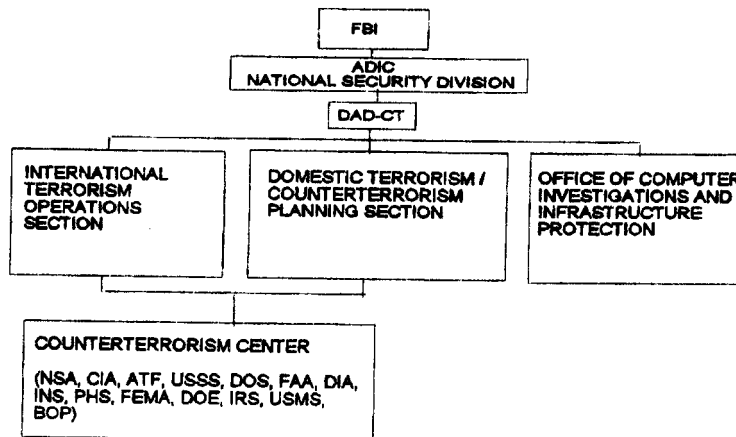 FBI
ADIC
NATIONAL SECURITY DIVISION
DAD-CT
INTERNATIONAL
TERRORISM
OPERATIONS
SECTION
DOMESTIC TERRORISM /
COUNTERTERRORISM
PLANNING SECTION
OFFICE OF COMPUTER
INVESTIGATIONS AND
INFRASTRUCTURE
PROTECTION
COUNTERTERRORISM CENTER
(NSA, CIA, ATF, USSS, DOS, FAA, DIA,
INS, PHS, FEMA, DOE, IRS, USMS,
BOP)